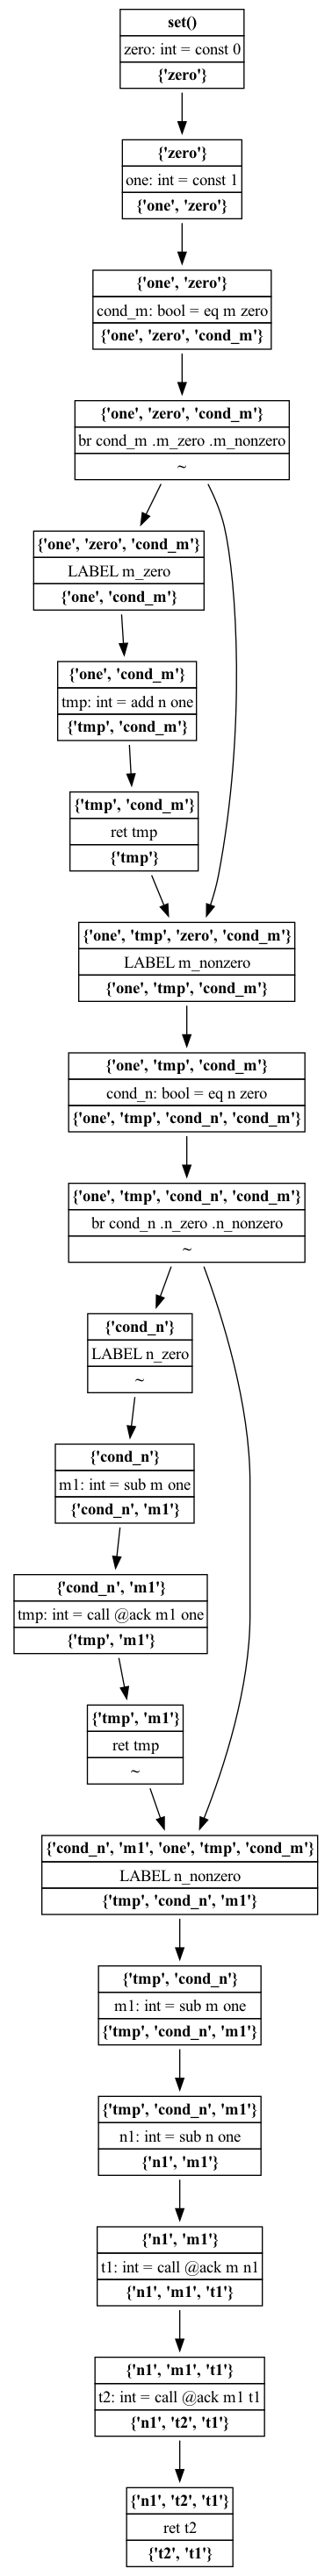 set()
zero: int = const 0
{'zero'}
{'zero'}
one: int = const 1
{'one', 'zero'}
{'one', 'zero'}
cond_m: bool = eq m zero
{'one', 'zero', 'cond_m'}
{'one', 'zero', 'cond_m'}
br cond_m .m_zero .m_nonzero
~
{'one', 'zero', 'cond_m'}
LABEL m_zero
{'one', 'cond_m'}
{'one', 'cond_m'}
tmp: int = add n one
{'tmp', 'cond_m'}
{'tmp', 'cond_m'}
ret tmp
{'tmp'}
{'one', 'tmp', 'zero', 'cond_m'}
LABEL m_nonzero
{'one', 'tmp', 'cond_m'}
{'one', 'tmp', 'cond_m'}
cond_n: bool = eq n zero
{'one', 'tmp', 'cond_n', 'cond_m'}
{'one', 'tmp', 'cond_n', 'cond_m'}
br cond_n .n_zero .n_nonzero
~
{'cond_n'}
LABEL n_zero
~
{'cond_n'}
m1: int = sub m one
{'cond_n', 'm1'}
{'cond_n', 'm1'}
tmp: int = call @ack m1 one
{'tmp', 'm1'}
{'tmp', 'm1'}
ret tmp
~
{'cond_n', 'm1', 'one', 'tmp', 'cond_m'}
LABEL n_nonzero
{'tmp', 'cond_n', 'm1'}
{'tmp', 'cond_n'}
m1: int = sub m one
{'tmp', 'cond_n', 'm1'}
{'tmp', 'cond_n', 'm1'}
n1: int = sub n one
{'n1', 'm1'}
{'n1', 'm1'}
t1: int = call @ack m n1
{'n1', 'm1', 't1'}
{'n1', 'm1', 't1'}
t2: int = call @ack m1 t1
{'n1', 't2', 't1'}
{'n1', 't2', 't1'}
ret t2
{'t2', 't1'}